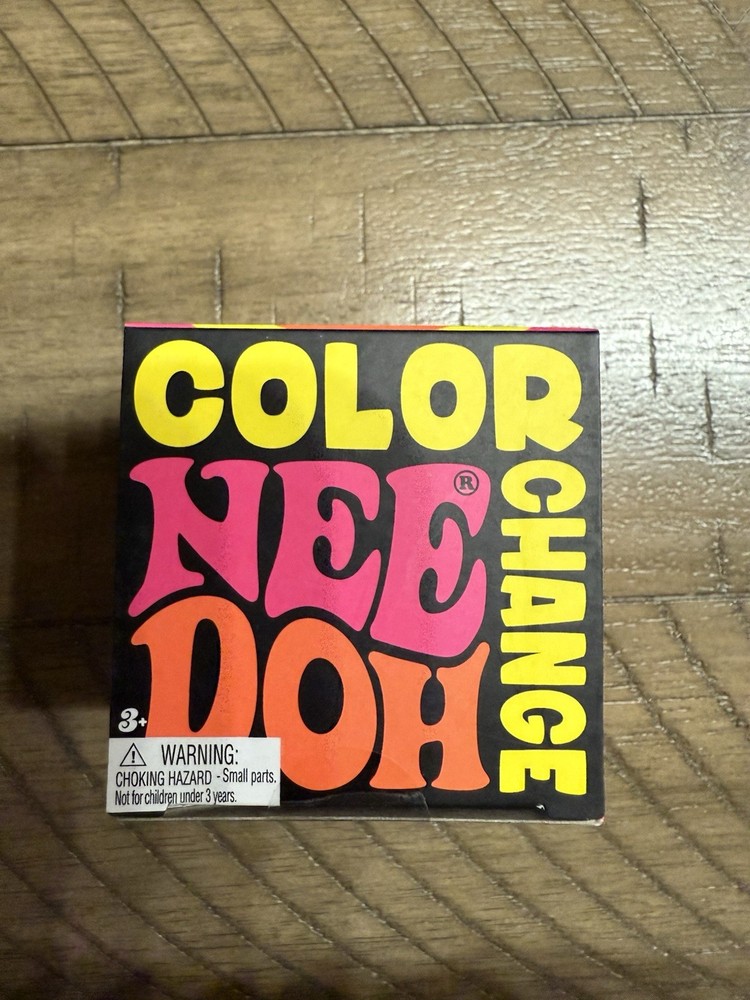 COLOR
CHANGE
NEE®
DOH
3+
⚠ WARNING:
CHOKING HAZARD - Small parts.
Not for children under 3 years.